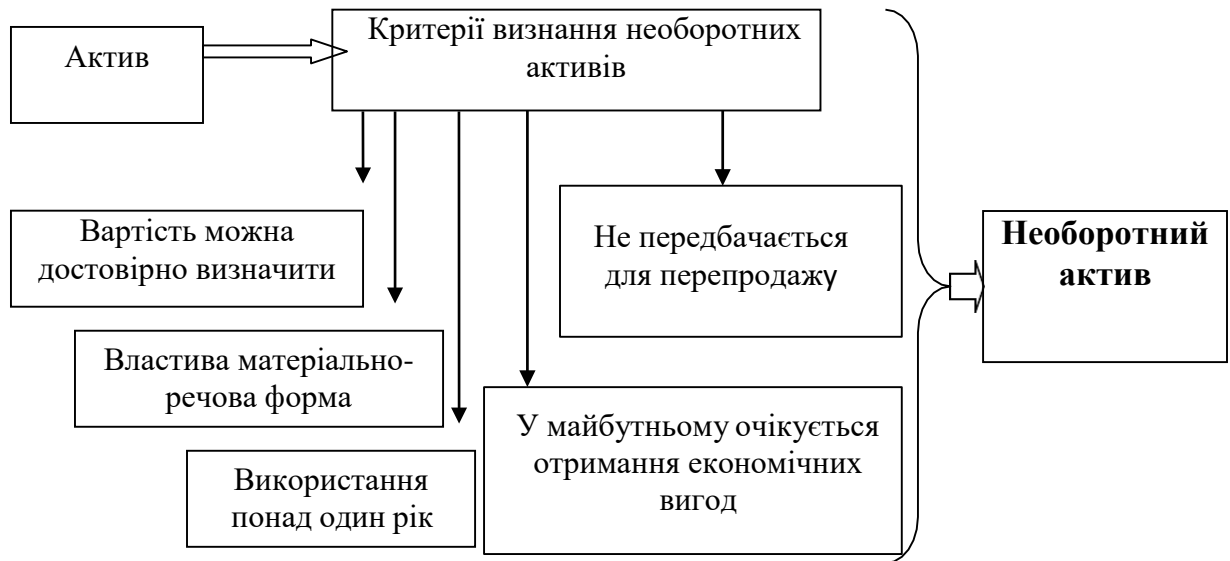 Актив
Критерії визнання необоротних
активів
Вартість можна
достовірно визначити
Властива матеріально-
речова форма
Використання
понад один рік
У майбутньому очікується
отримання економічних
вигод
Не передбачається
для перепродажу
Необоротний
актив